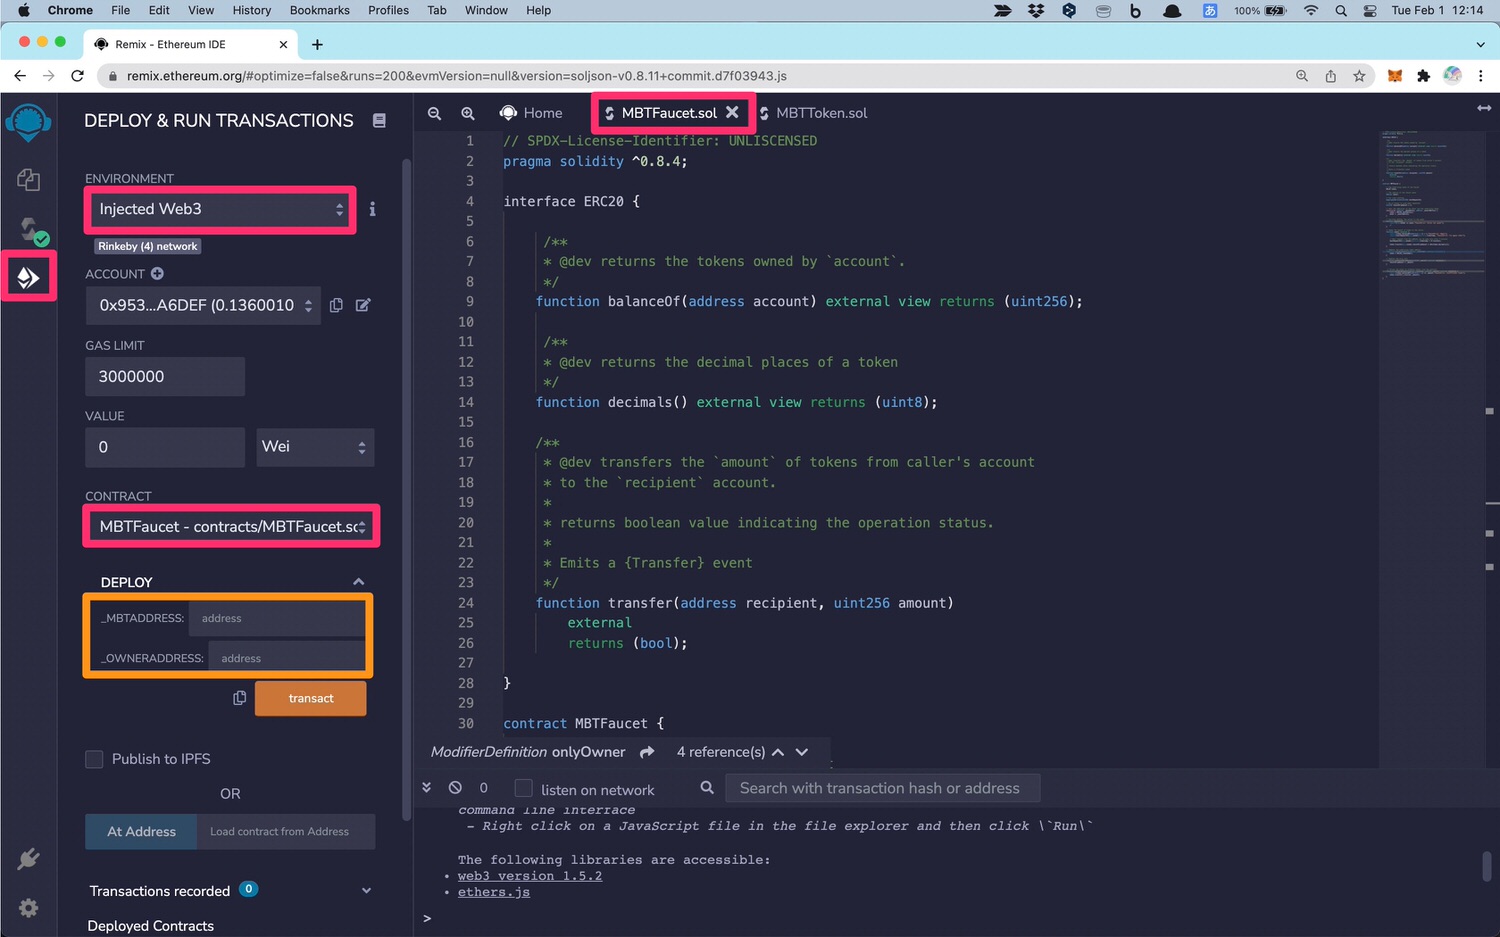 Chrome File Edit View History Bookmarks Profiles Tab Window Help 100% Tue Feb 1 12:14
Remix - Ethereum IDE
remix.ethereum.org/#optimize=false&runs=200&evmVersion=null&version=soljson-v0.8.11+commit.d7f03943.js
DEPLOY & RUN TRANSACTIONS
ENVIRONMENT
Injected Web3
Rinkeby (4) network
ACCOUNT
0x953...A6DEF (0.1360010
GAS LIMIT
3000000
VALUE
0 Wei
CONTRACT
MBTFaucet - contracts/MBTFaucet.sc
DEPLOY
_MBTADDRESS: address
_OWNERADDRESS: address
transact
Publish to IPFS
OR
At Address Load contract from Address
Transactions recorded 0
Deployed Contracts
Home MBTFaucet.sol MBTToken.sol
1 // SPDX-License-Identifier: UNLISCENSED
2 pragma solidity ^0.8.4;
3
4 interface ERC20 {
5
6 /**
7 * @dev returns the tokens owned by `account`.
8 */
9 function balanceOf(address account) external view returns (uint256);
10
11 /**
12 * @dev returns the decimal places of a token
13 */
14 function decimals() external view returns (uint8);
15
16 /**
17 * @dev transfers the `amount` of tokens from caller's account
18 * to the `recipient` account.
19 *
20 * returns boolean value indicating the operation status.
21 *
22 * Emits a {Transfer} event
23 */
24 function transfer(address recipient, uint256 amount)
25 external
26 returns (bool);
27
28 }
29
30 contract MBTFaucet {
ModifierDefinition onlyOwner 4 reference(s)
0 listen on network Search with transaction hash or address
command line interface
- Right click on a JavaScript file in the file explorer and then click \`Run\`
The following libraries are accessible:
• web3 version 1.5.2
• ethers.js
>